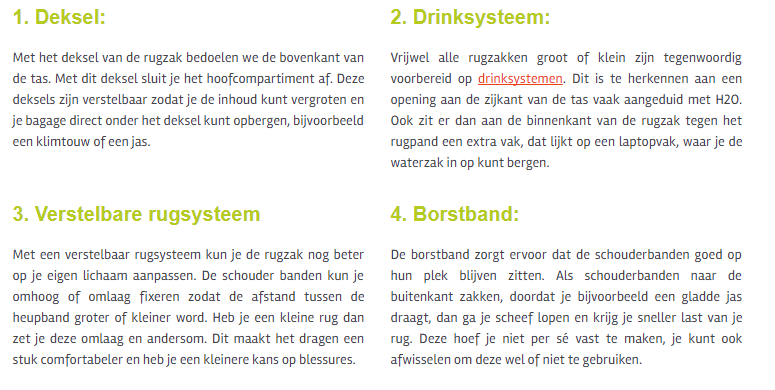 1. Deksel:
Met het deksel van de rugzak bedoelen we de bovenkant van
de tas. Met dit deksel sluit je het hoofcompartiment af. Deze
deksels zijn verstelbaar zodat je de inhoud kunt vergroten en
je bagage direct onder het deksel kunt opbergen, bijvoorbeeld
een klimtouw of een jas.
2. Drinksysteem:
Vrijwel alle rugzakken groot of klein zijn tegenwoordig
voorbereid op drinksystemen. Dit is te herkennen aan een
opening aan de zijkant van de tas vaak aangeduid met H2O.
Ook zit er dan aan de binnenkant van de rugzak tegen het
rugpand een extra vak, dat lijkt op een laptopvak, waar je de
waterzak in op kunt bergen.
3. Verstelbare rugsysteem
Met een verstelbaar rugsysteem kun je de rugzak nog beter
op je eigen lichaam aanpassen. De schouder banden kun je
omhoog of omlaag fixeren zodat de afstand tussen de
heupband groter of kleiner word. Heb je een kleine rug dan
zet je deze omlaag en andersom. Dit maakt het dragen een
stuk comfortabeler en heb je een kleinere kans op blessures.
4. Borstband:
De borstband zorgt ervoor dat de schouderbanden goed op
hun plek blijven zitten. Als schouderbanden naar de
buitenkant zakken, doordat je bijvoorbeeld een gladde jas
draagt, dan ga je scheef lopen en krijg je sneller last van je
rug. Deze hoef je niet per sé vast te maken, je kunt ook
afwisselen om deze wel of niet te gebruiken.